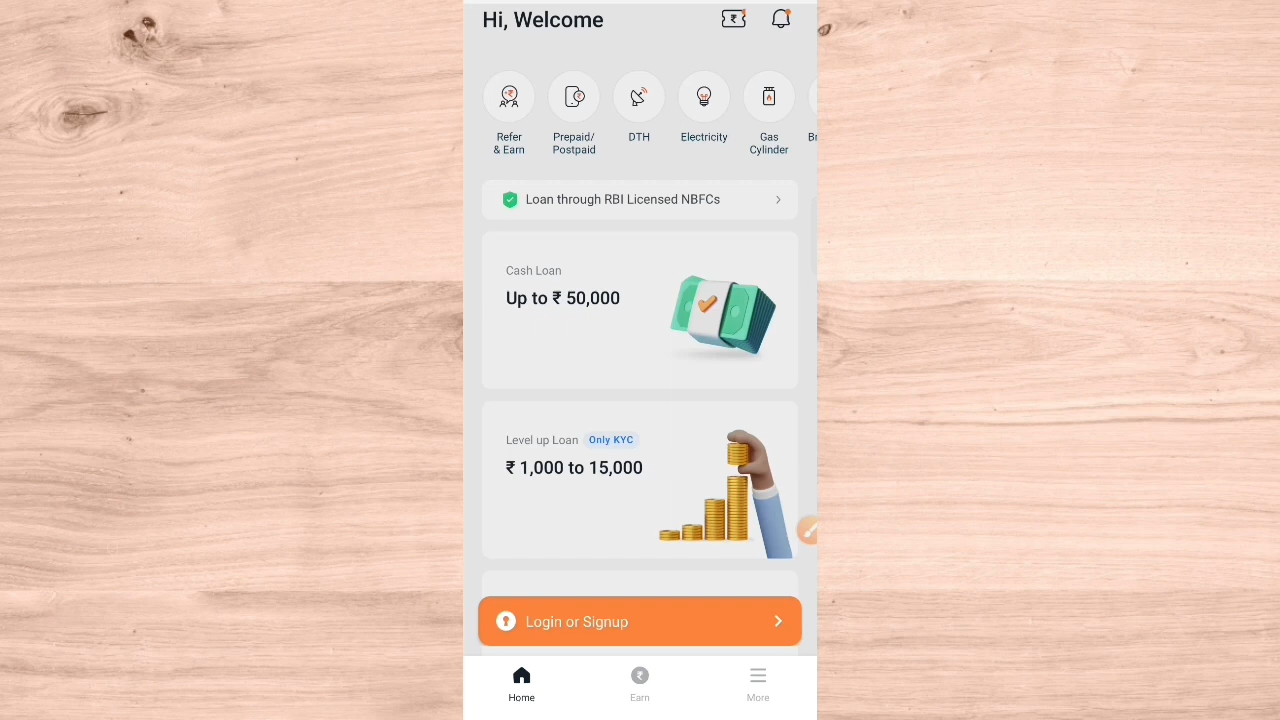 Hi, Welcome
Refer
& Earn
Prepaid/
Postpaid
DTH
Electricity
Gas
Cylinder
Loan through RBI Licensed NBFCs
Cash Loan
Up to ₹ 50,000
Level up Loan Only KYC
₹ 1,000 to 15,000
Login or Signup
Home
Earn
More